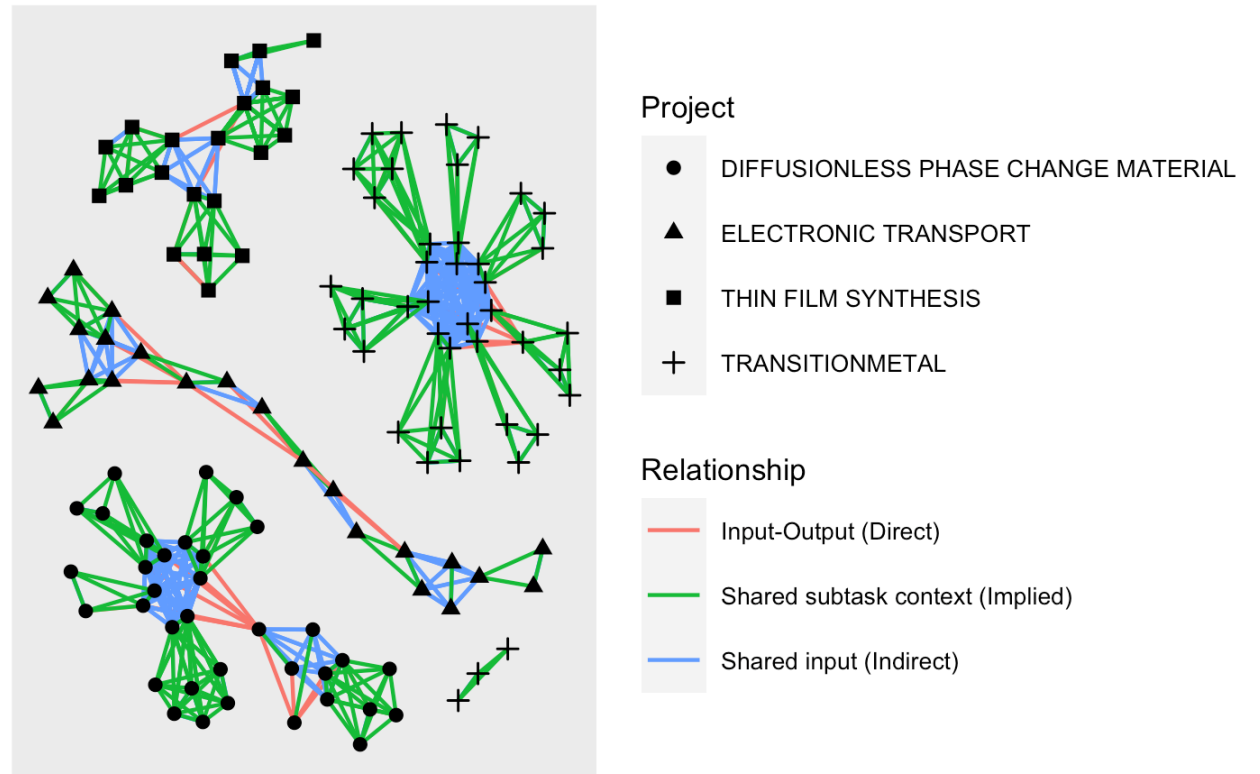 Project
DIFFUSIONLESS PHASE CHANGE MATERIAL
ELECTRONIC TRANSPORT
THIN FILM SYNTHESIS
TRANSITIONMETAL
Relationship
Input-Output (Direct)
Shared subtask context (Implied)
Shared input (Indirect)